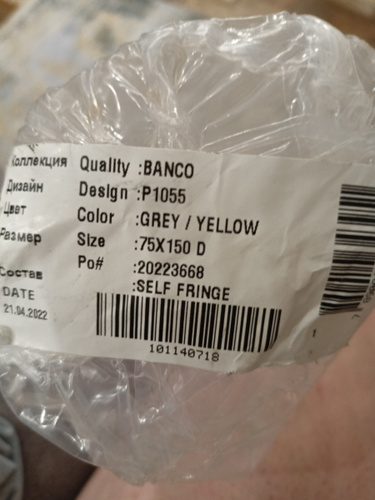 Коллекция Quality :BANCO
Дизайн Design :P1055
Цвет Color :GREY / YELLOW
Размер Size :75X150 D
Po# :20223668
Состав :SELF FRINGE
DATE
21.04.2022
101140718